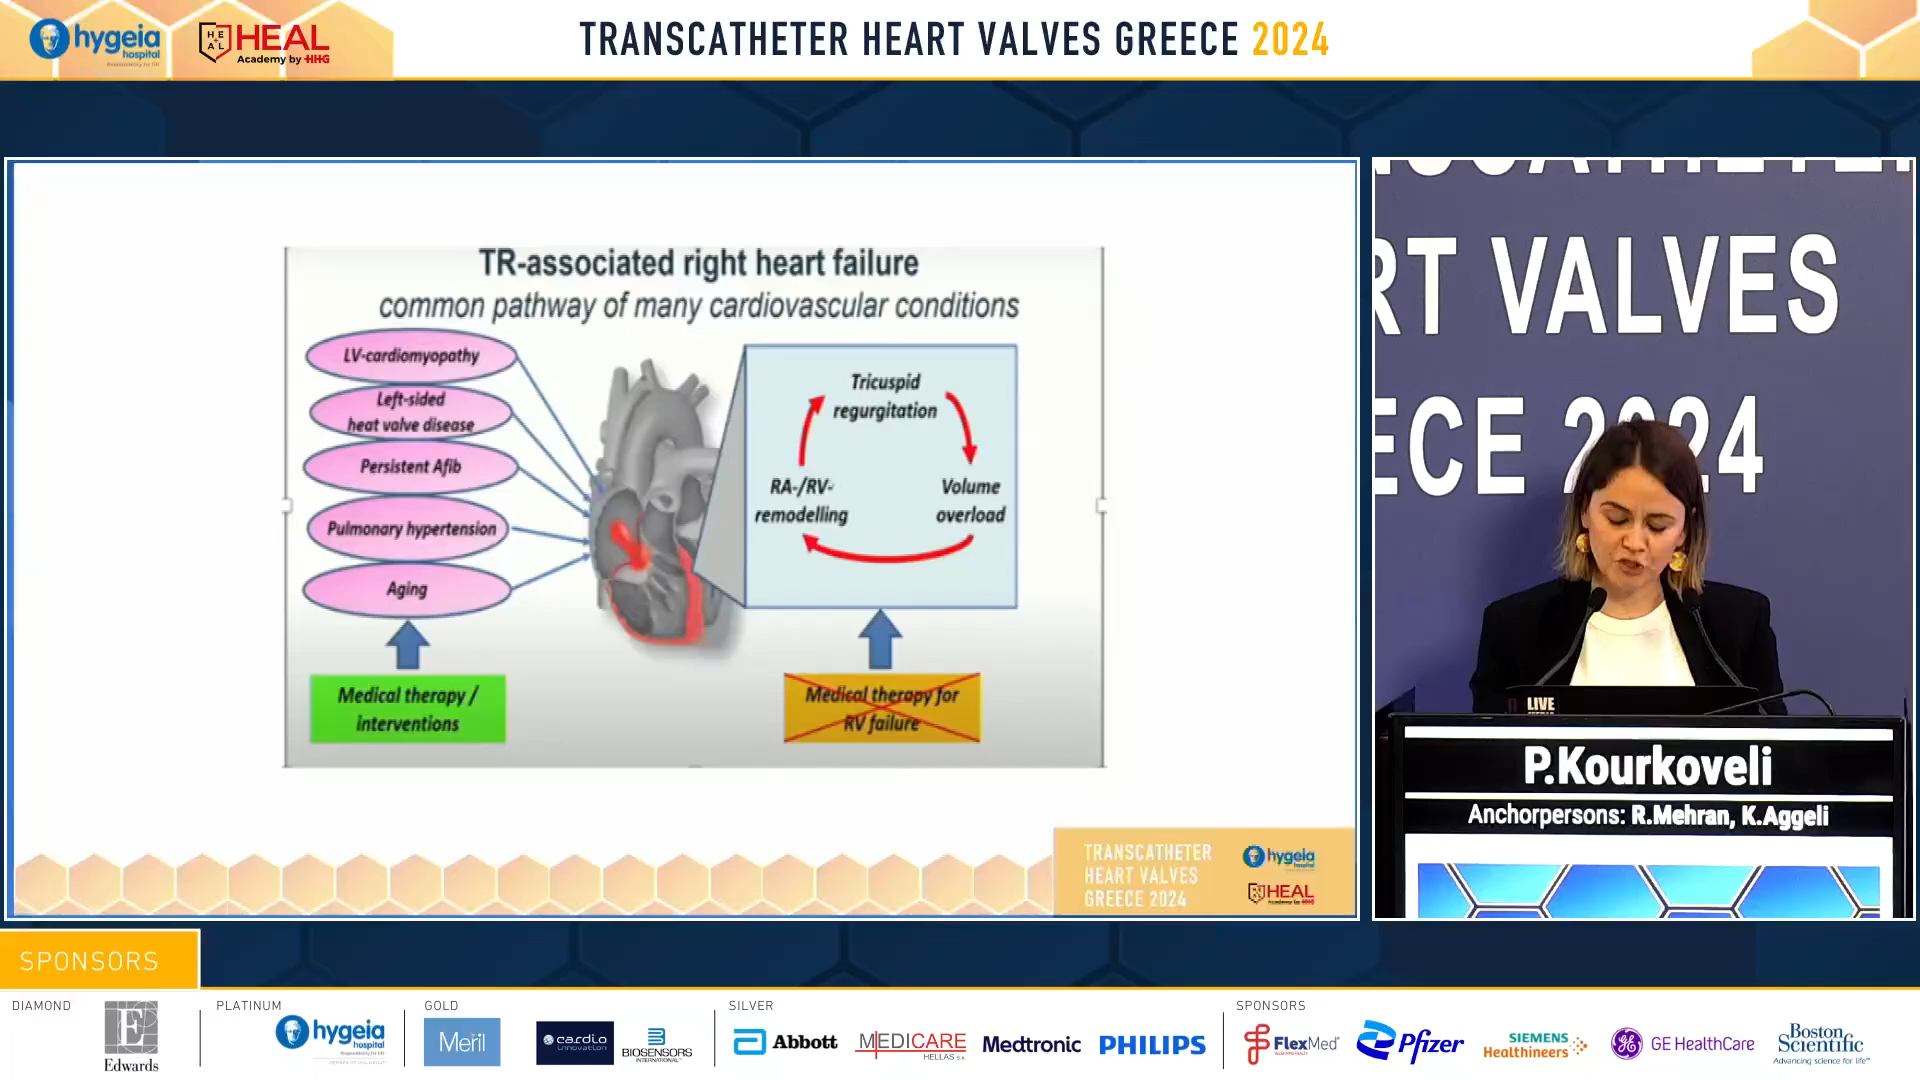 hygeia
hospital
HEAL
Academy by HHG
TRANSCATHETER HEART VALVES GREECE 2024
TR-associated right heart failure
common pathway of many cardiovascular conditions
LV-cardiomyopathy
Left-sided
heat valve disease
Persistent Afib
Pulmonary hypertension
Aging
Medical therapy /
interventions
Tricuspid
regurgitation
RA-/RV-
remodelling
Volume
overload
Medical therapy for
RV failure
TRANSCATHETER
HEART VALVES
GREECE 2024
hygeia
hospital
HEAL
Academy by HHG
RT VALVES
ECE 2024
LIVE
P.Kourkoveli
Anchorpersons: R.Mehran, K.Aggeli
SPONSORS
DIAMOND
Edwards
PLATINUM
hygeia
hospital
GOLD
Meril
cardio
innovation
BIOSENSORS
INTERNATIONAL
SILVER
Abbott
MEDICARE
HELLAS S.A.
Medtronic
PHILIPS
SPONSORS
FlexMed
Pfizer
SIEMENS
Healthineers
GE HealthCare
Boston
Scientific
Advancing science for life